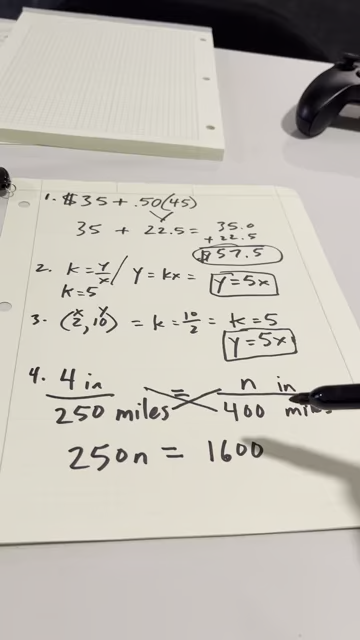 1. $35 + .50(45)
35 + 22.5 = 35.0
+22.5
$57.5
2. k = y/x / y = kx = y = 5x
k = 5
3. (2, 10) = k = 10/2 = k = 5
x y
y = 5x
4. 4 in = n in
250 miles 400 miles
250n = 1600